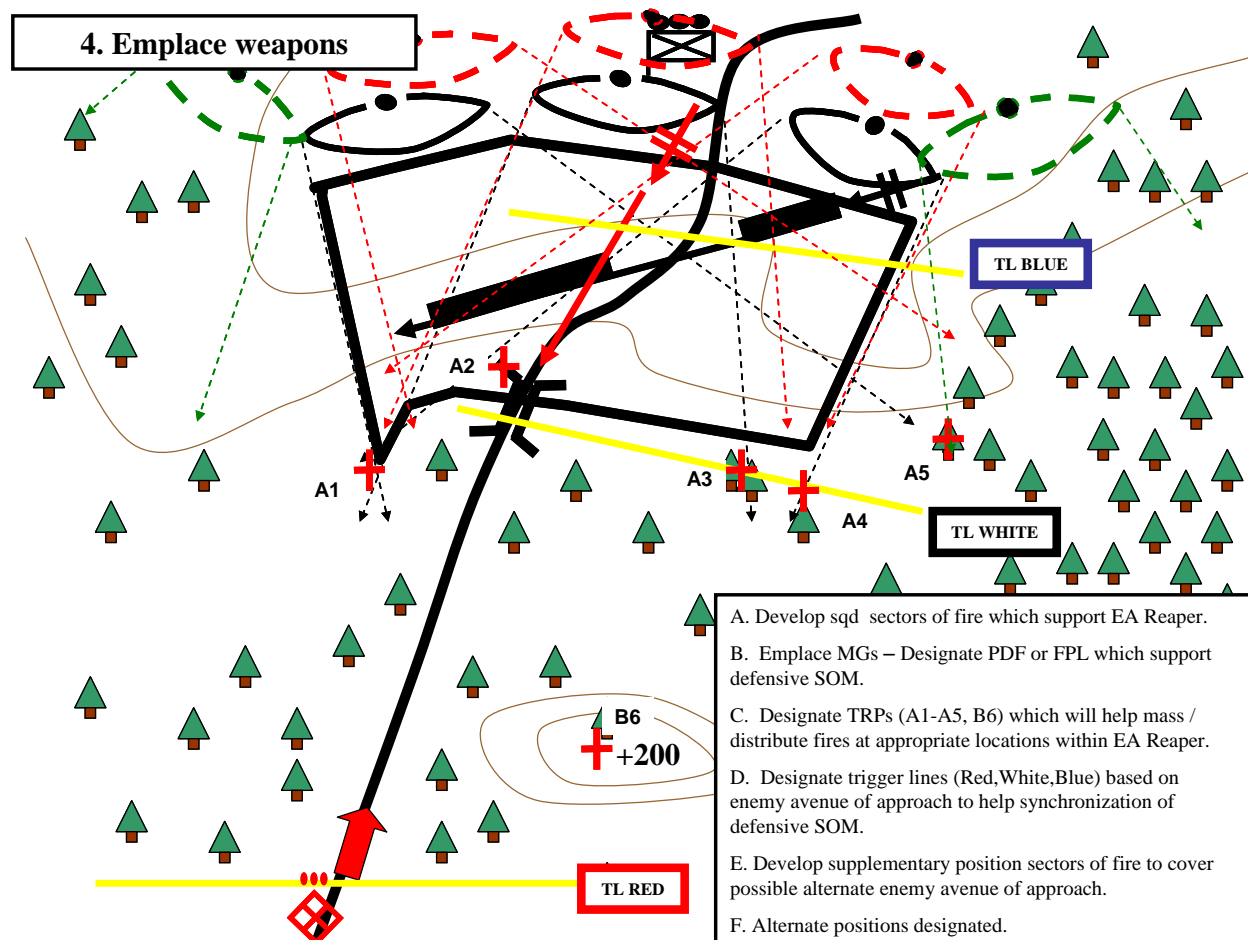 4. Emplace weapons
TL BLUE
A2
A1
A3
A5
A4
TL WHITE
B6
+200
TL RED
A. Develop sqd sectors of fire which support EA Reaper.
B. Emplace MGs – Designate PDF or FPL which support
defensive SOM.
C. Designate TRPs (A1-A5, B6) which will help mass /
distribute fires at appropriate locations within EA Reaper.
D. Designate trigger lines (Red,White,Blue) based on
enemy avenue of approach to help synchronization of
defensive SOM.
E. Develop supplementary position sectors of fire to cover
possible alternate enemy avenue of approach.
F. Alternate positions designated.